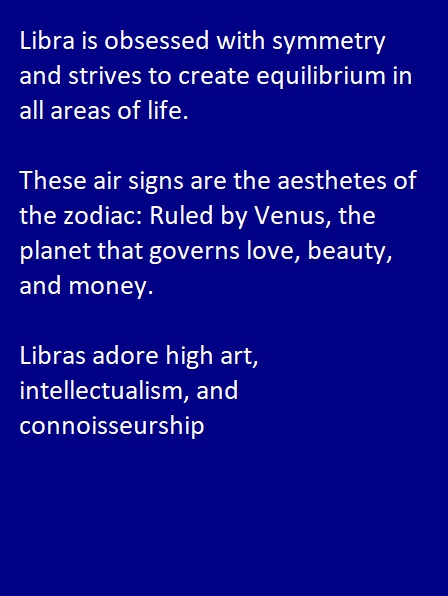 Libra is obsessed with symmetry
and strives to create equilibrium in
all areas of life.
These air signs are the aesthetes of
the zodiac: Ruled by Venus, the
planet that governs love, beauty,
and money.
Libras adore high art,
intellectualism, and
connoisseurship